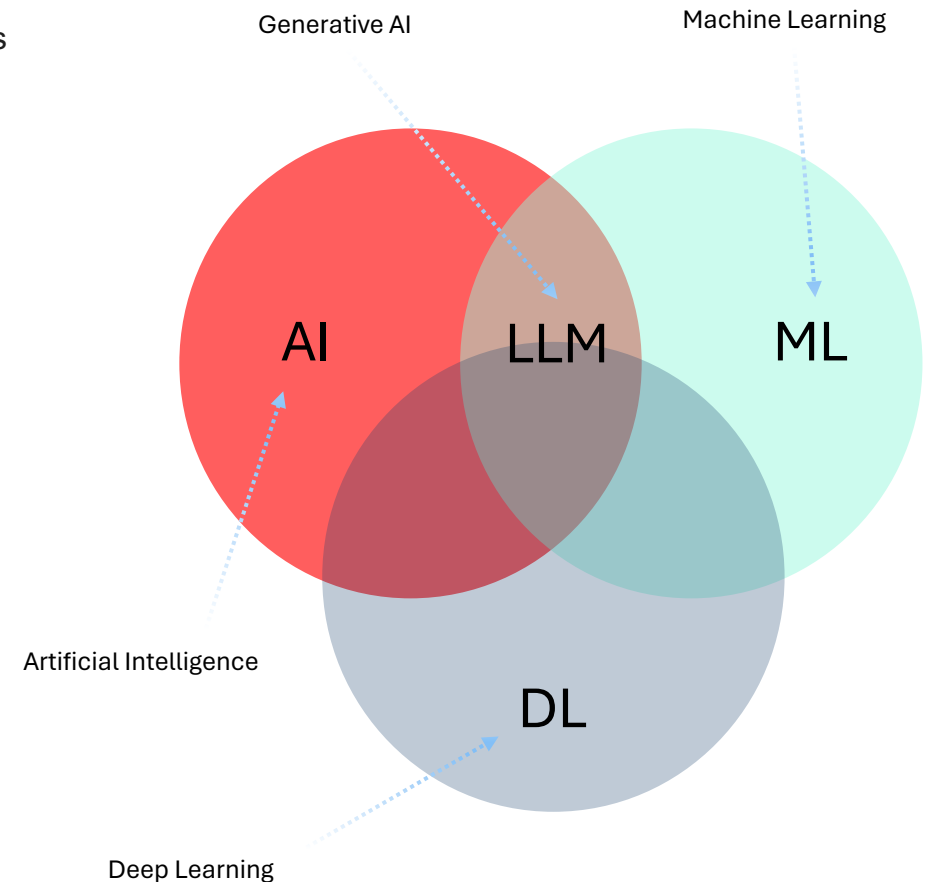 Generative AI
Machine Learning
s
AI
LLM
ML
Artificial Intelligence
DL
Deep Learning